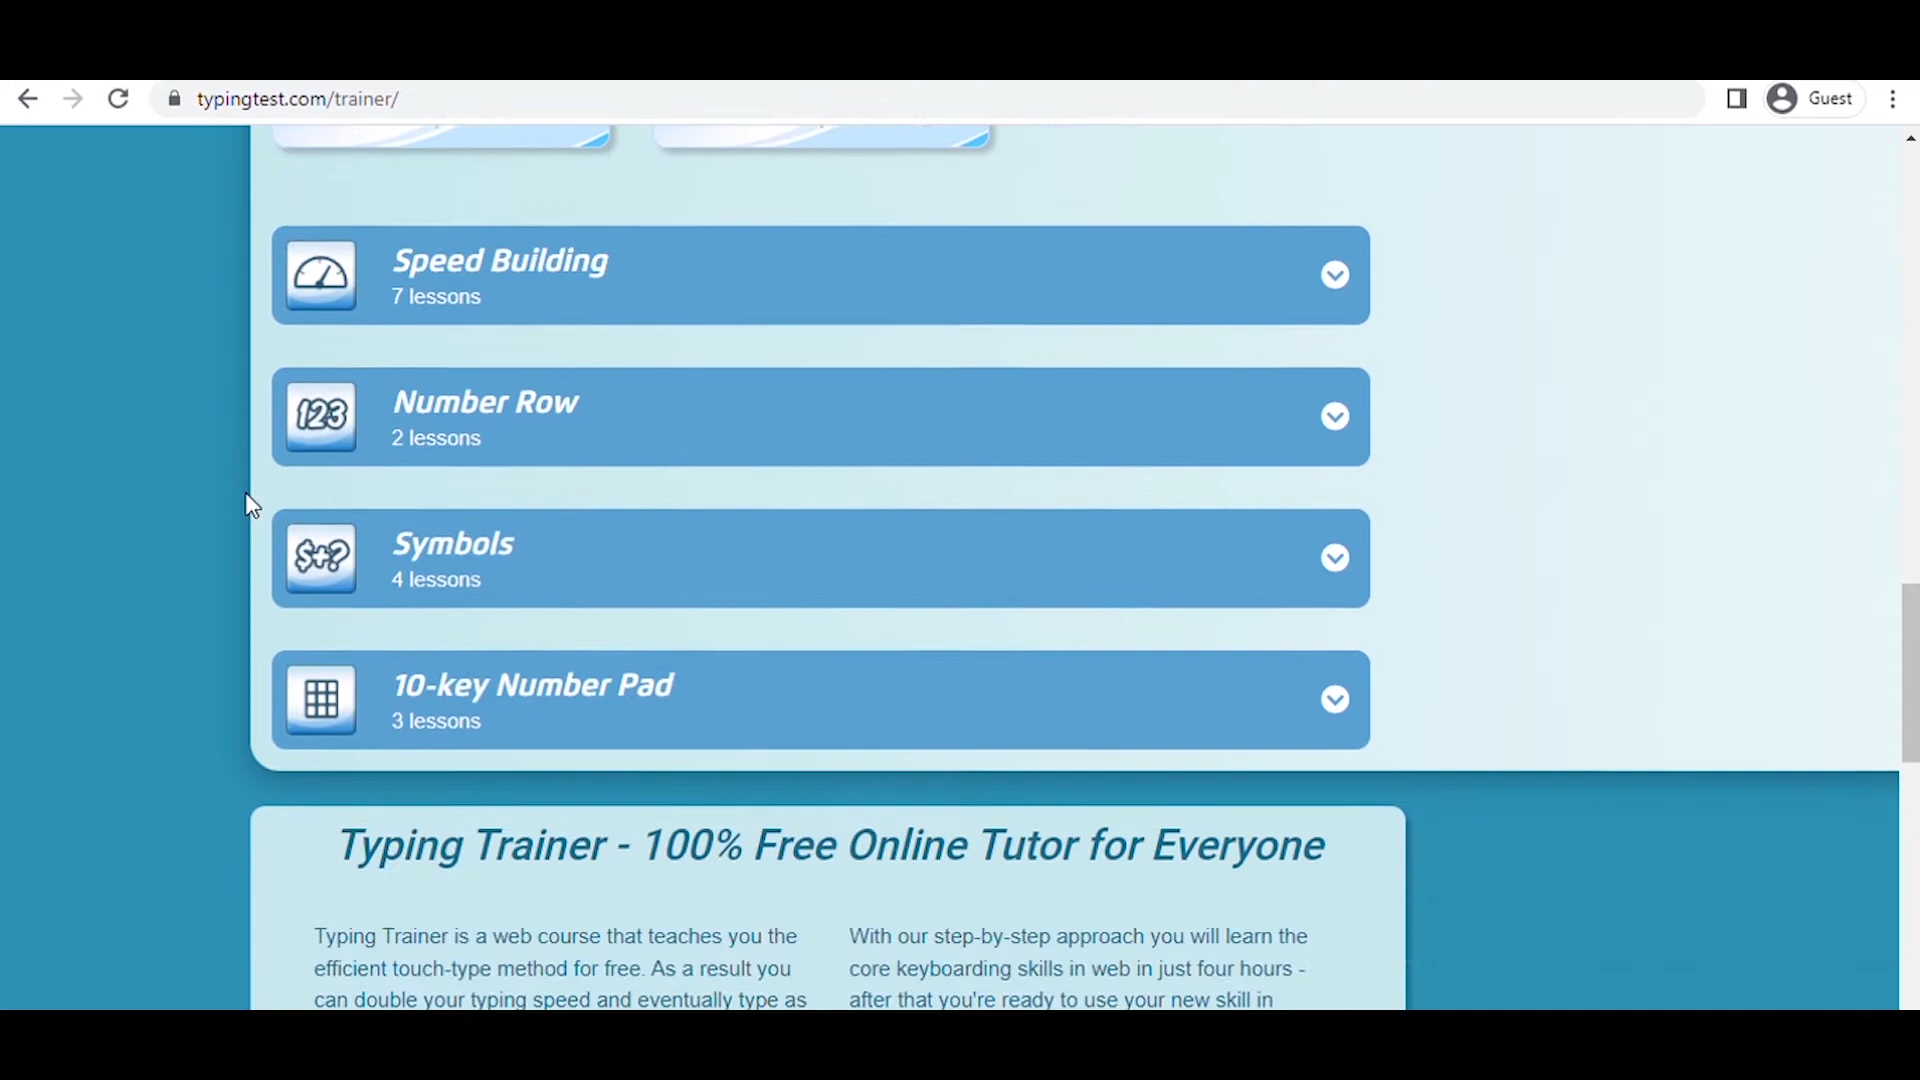 typingtest.com/trainer/
Guest
Speed Building
7 lessons
123
Number Row
2 lessons
$+?
Symbols
4 lessons
10-key Number Pad
3 lessons
Typing Trainer - 100% Free Online Tutor for Everyone
Typing Trainer is a web course that teaches you the
efficient touch-type method for free. As a result you
can double your typing speed and eventually type as
With our step-by-step approach you will learn the
core keyboarding skills in web in just four hours -
after that you're ready to use your new skill in